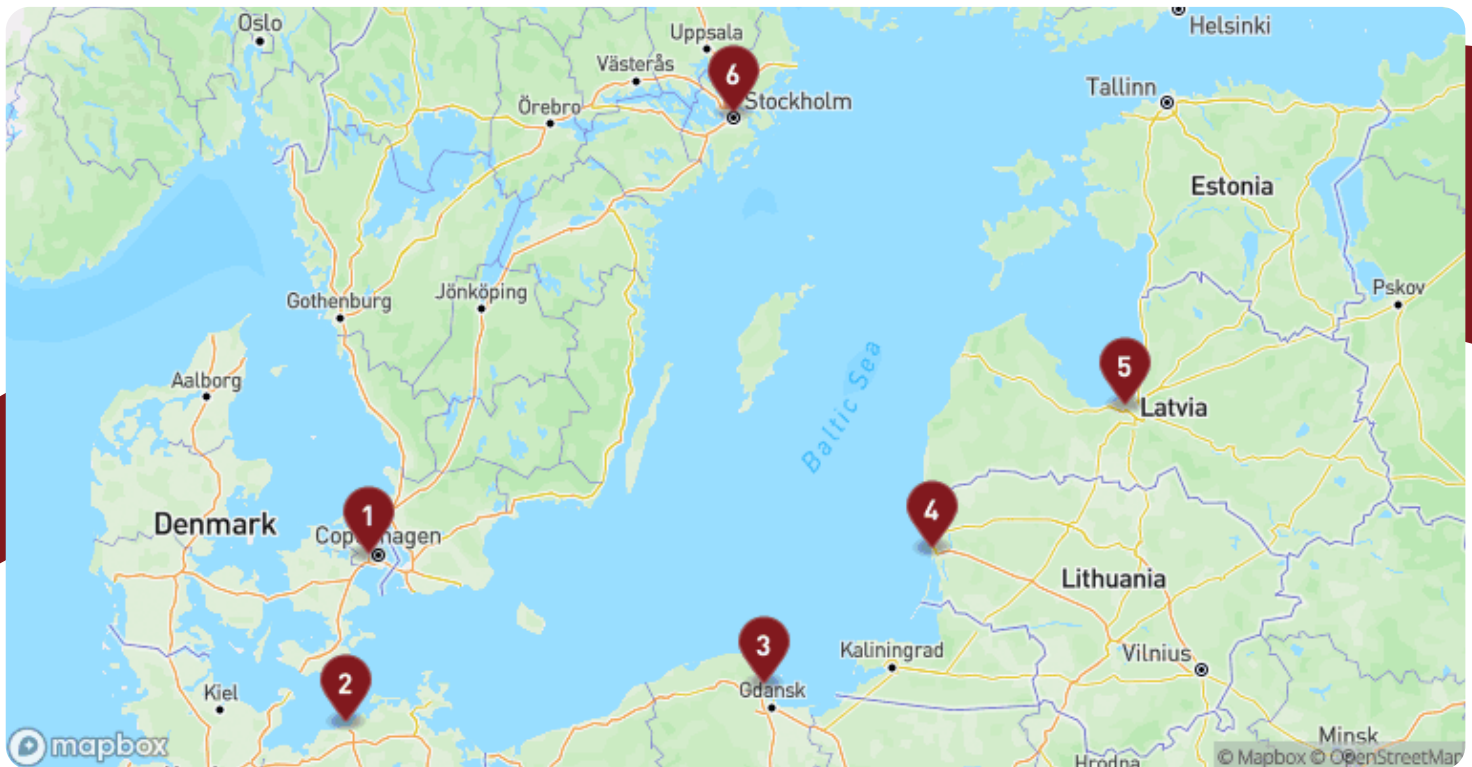 Oslo
Helsinki
Uppsala
Västerås
6
Stockholm
Tallinn
Örebro
Estonia
Pskov
Gothenburg
Jönköping
Baltic Sea
5
Latvia
Aalborg
4
1
Denmark
Copenhagen
Lithuania
3
Kaliningrad
Vilnius
2
Kiel
Gdansk
Minsk
mapbox
© Mapbox © OpenStreetMap
Hrodna